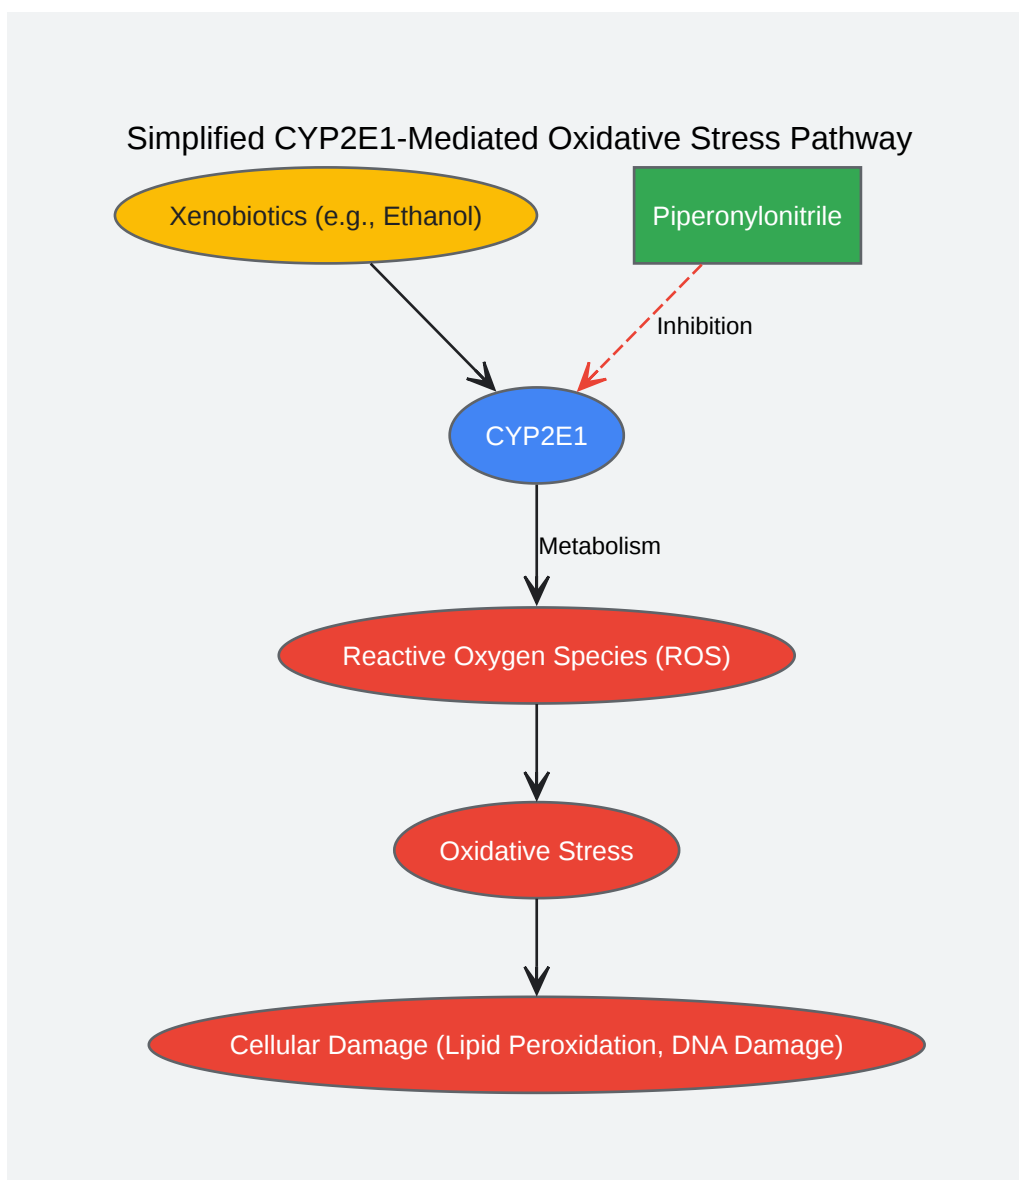 Simplified CYP2E1-Mediated Oxidative Stress Pathway
Xenobiotics (e.g., Ethanol)
Piperonylonitrile
Inhibition
CYP2E1
Metabolism
Reactive Oxygen Species (ROS)
Oxidative Stress
Cellular Damage (Lipid Peroxidation, DNA Damage)